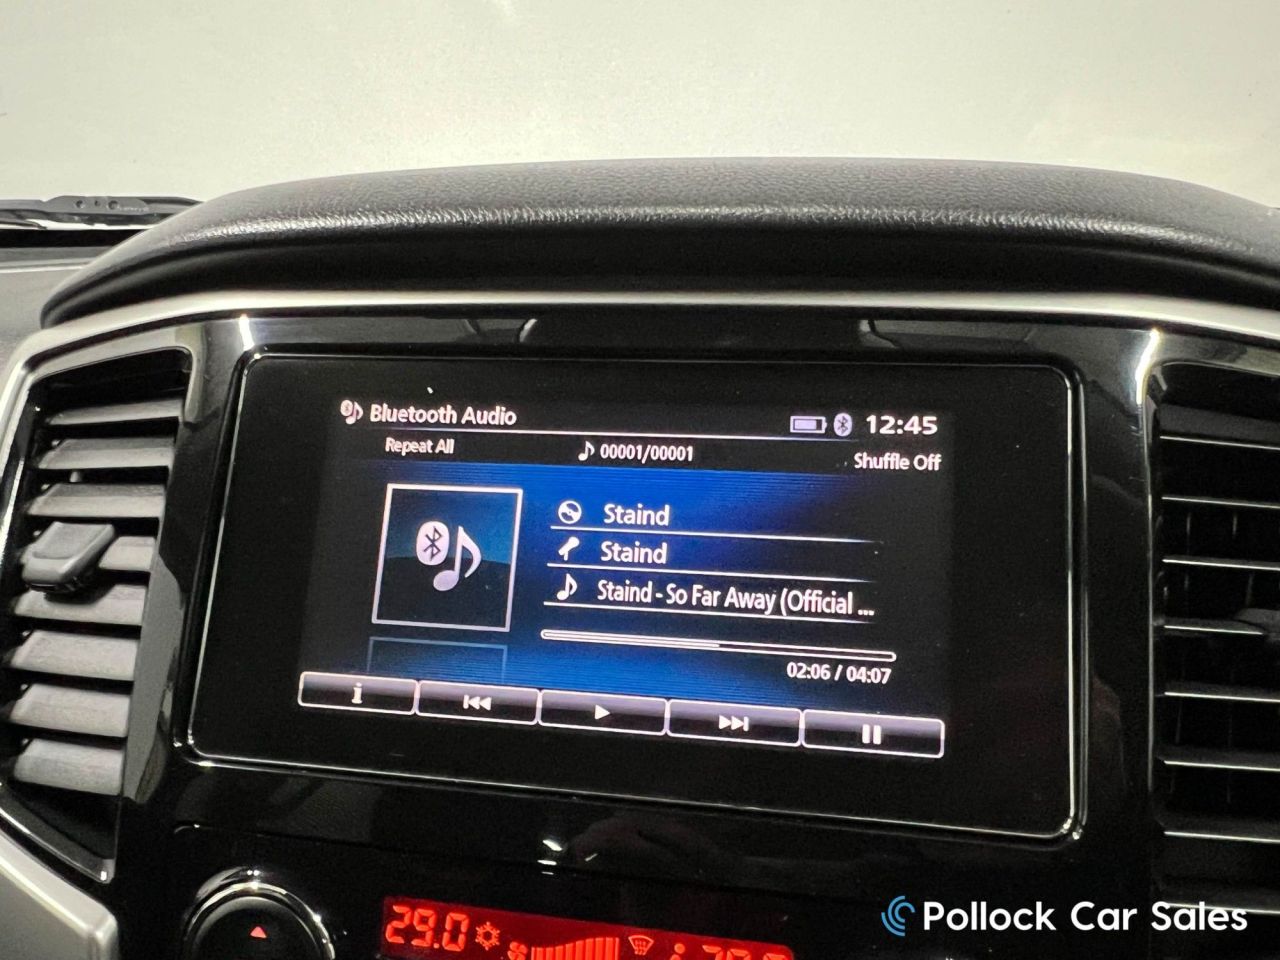 Bluetooth Audio
12:45
Repeat All
00001/00001
Shuffle Off
Staind
Staind
Staind - So Far Away (Official ...
02:06 / 04:07
i
29.0
Pollock Car Sales